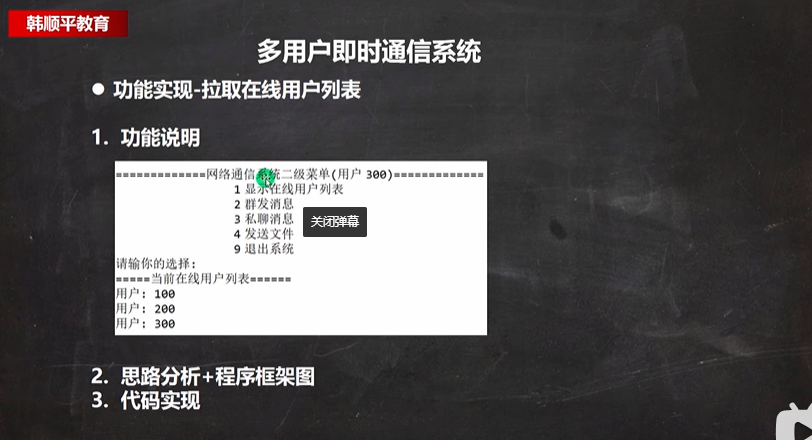 韩顺平教育
多用户即时通信系统
● 功能实现-拉取在线用户列表
1. 功能说明
=============网络通信系统二级菜单(用户 300)=============
1 显示在线用户列表
2 群发消息
3 私聊消息
关闭弹幕
4 发送文件
9 退出系统
请输你的选择:
=====当前在线用户列表======
用户: 100
用户: 200
用户: 300
2. 思路分析+程序框架图
3. 代码实现